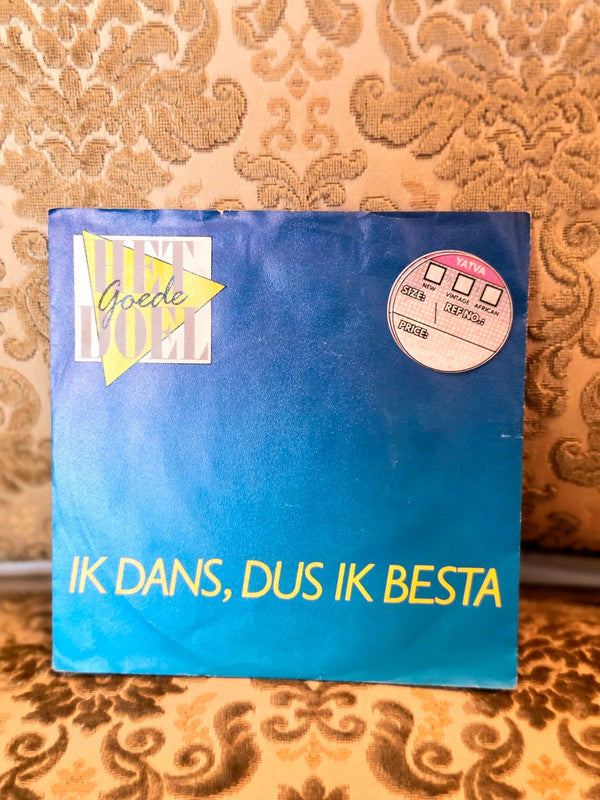 HET
Goede
DOEL
YATVA
NEW VINTAGE AFRICAN
SIZE: REF NO.:
PRICE:
IK DANS, DUS IK BESTA